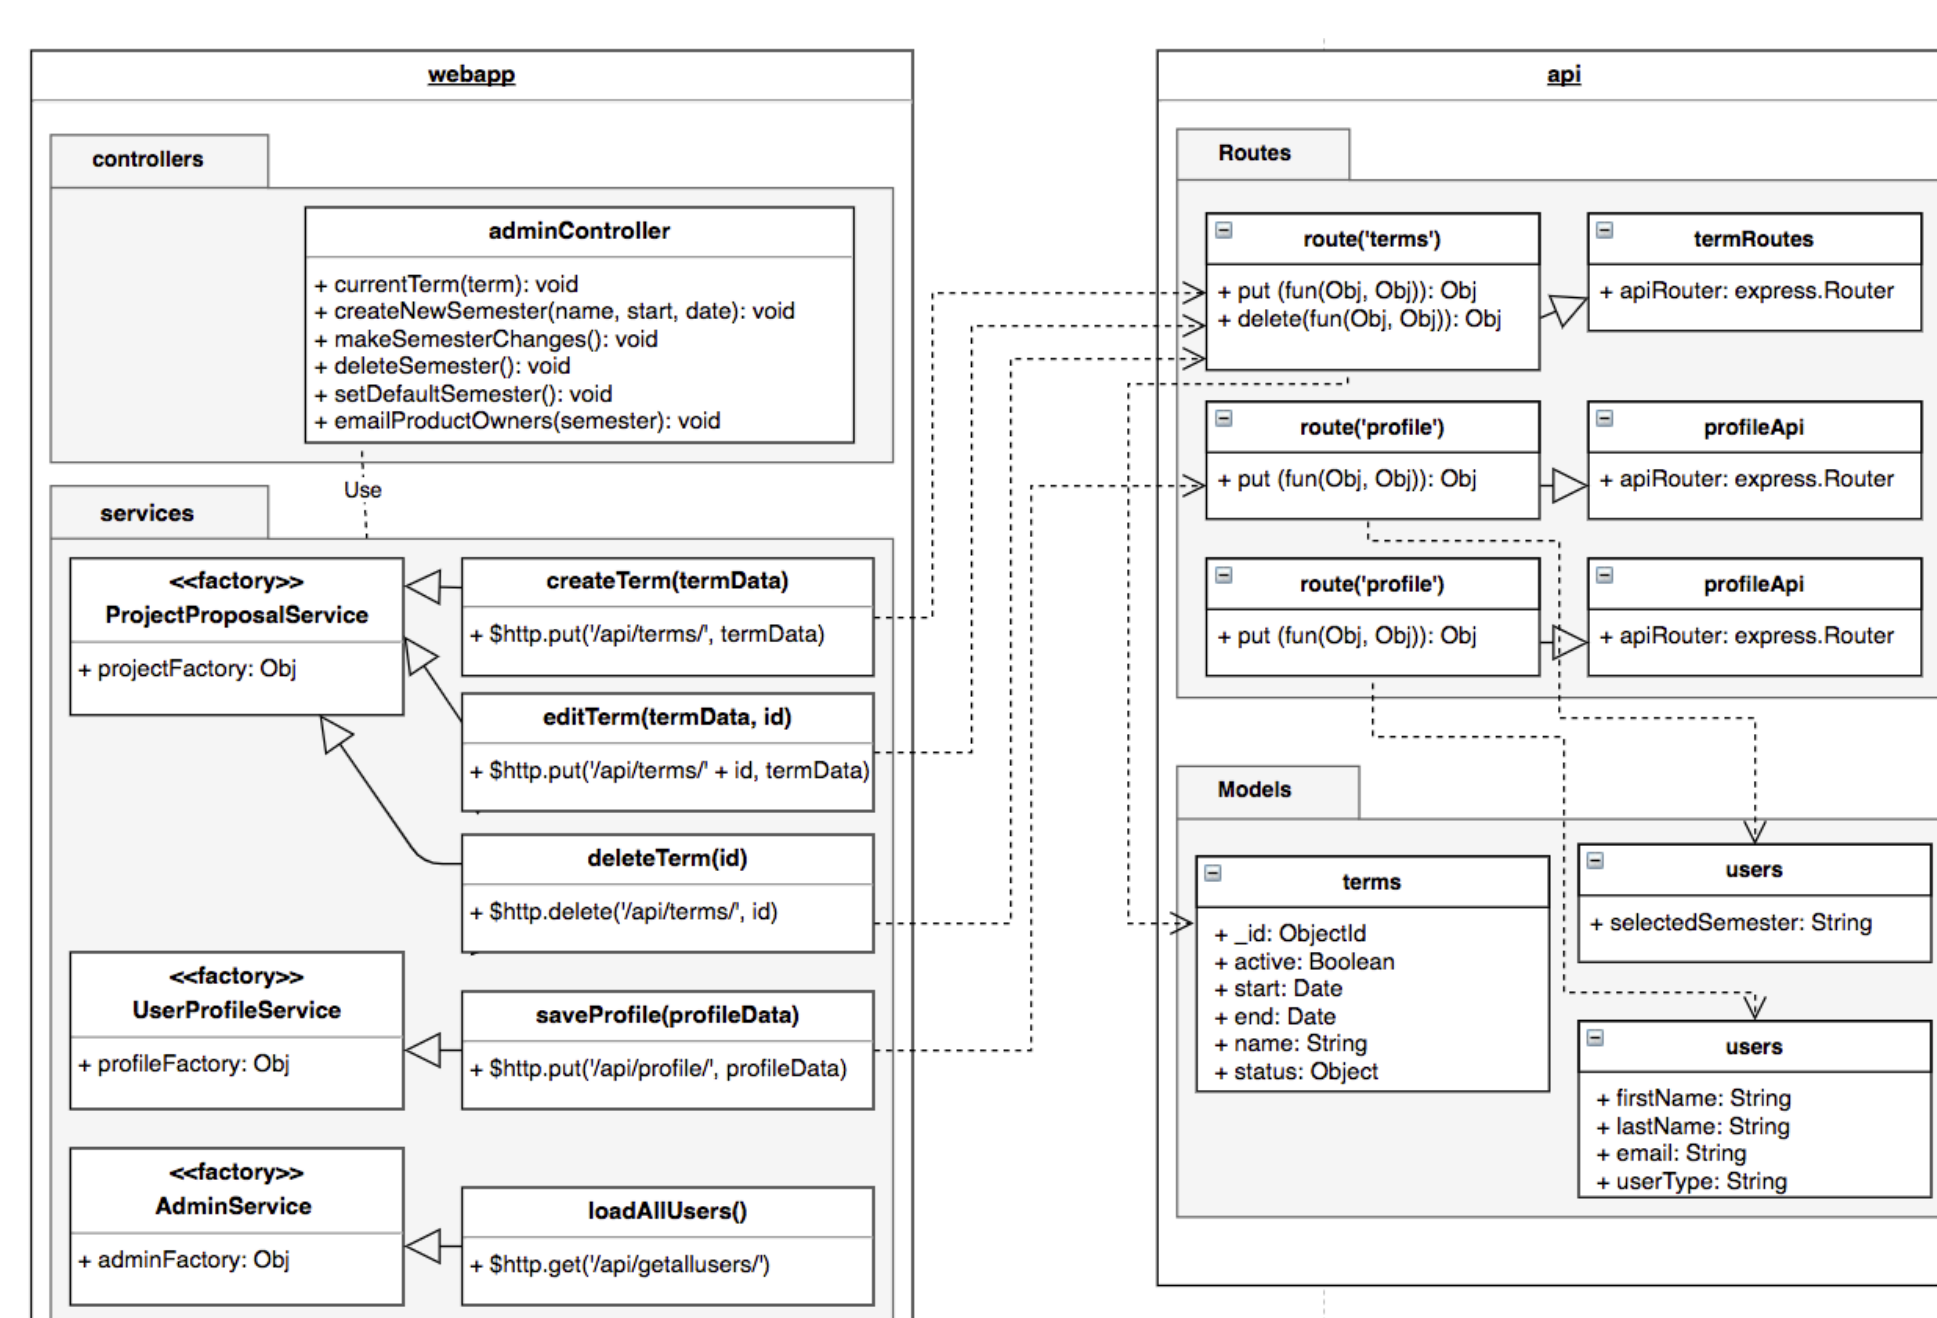 webapp
controllers
adminController
+ currentTerm(term): void
+ createNewSemester(name, start, date): void
+ makeSemesterChanges(): void
+ deleteSemester(): void
+ setDefaultSemester(): void
+ emailProductOwners(semester): void
Use
services
<<factory>>
ProjectProposalService
+ projectFactory: Obj
createTerm(termData)
+ $http.put('/api/terms/', termData)
editTerm(termData, id)
+ $http.put('/api/terms/' + id, termData)
deleteTerm(id)
+ $http.delete('/api/terms/', id)
<<factory>>
UserProfileService
+ profileFactory: Obj
saveProfile(profileData)
+ $http.put('/api/profile/', profileData)
<<factory>>
AdminService
+ adminFactory: Obj
loadAllUsers()
+ $http.get('/api/getallusers/')
api
Routes
route('terms')
+ put (fun(Obj, Obj)): Obj
+ delete(fun(Obj, Obj)): Obj
termRoutes
+ apiRouter: express.Router
route('profile')
+ put (fun(Obj, Obj)): Obj
profileApi
+ apiRouter: express.Router
route('profile')
+ put (fun(Obj, Obj)): Obj
profileApi
+ apiRouter: express.Router
Models
terms
+ _id: ObjectId
+ active: Boolean
+ start: Date
+ end: Date
+ name: String
+ status: Object
users
+ selectedSemester: String
users
+ firstName: String
+ lastName: String
+ email: String
+ userType: String